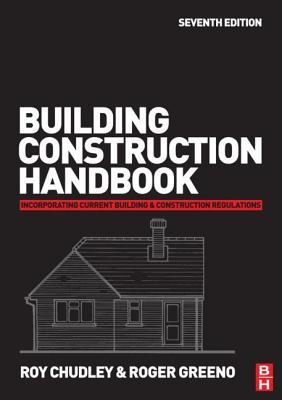 SEVENTH EDITION
BUILDING
CONSTRUCTION
HANDBOOK
INCORPORATING CURRENT BUILDING & CONSTRUCTION REGULATIONS
ROY CHUDLEY & ROGER GREENO
B
H